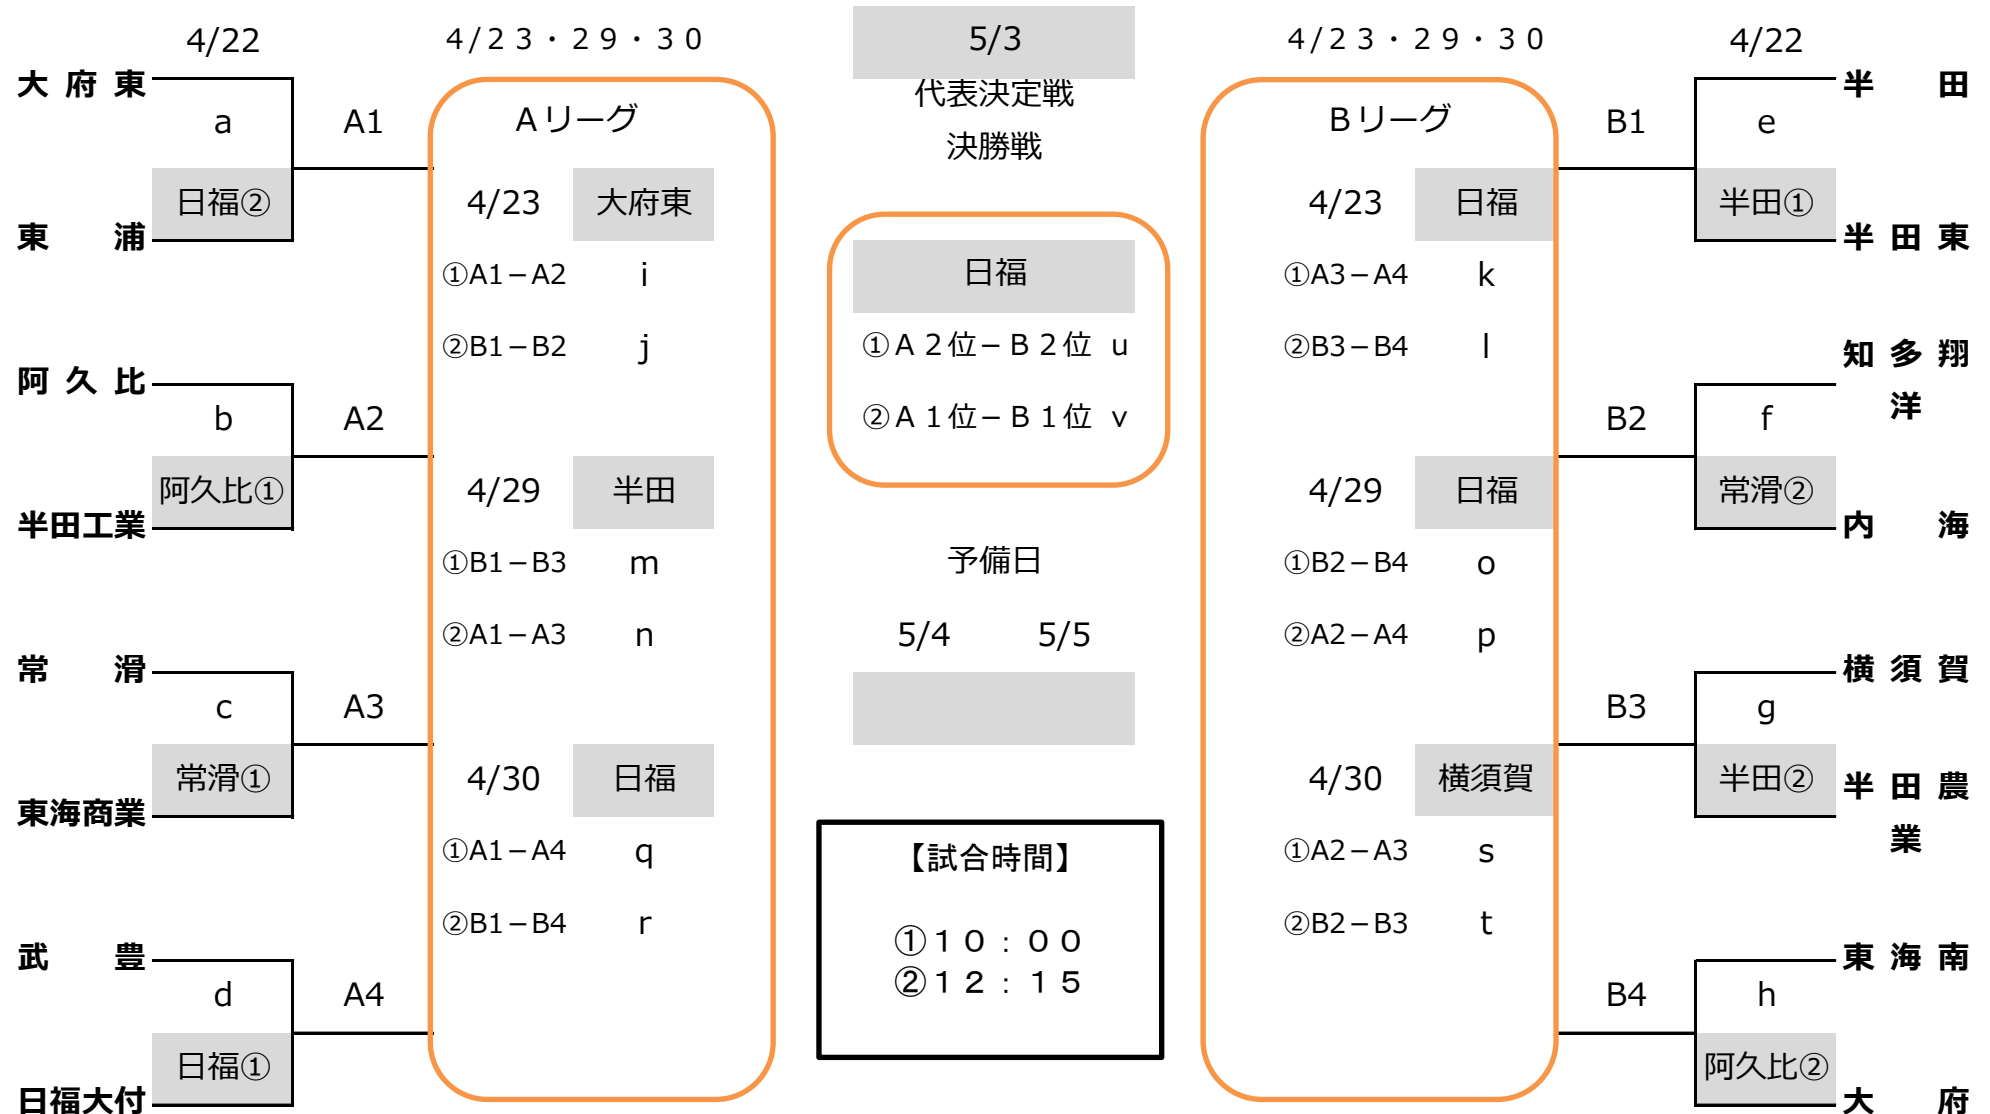 4/22
4/23・29・30
5/3
4/23・29・30
4/22
大府東
a
A1
日福②
東浦
阿久比
b
A2
阿久比①
半田工業
常滑
c
A3
常滑①
東海商業
武豊
d
A4
日福①
日福大付
Aリーグ
4/23 大府東
①A1－A2 i
②B1－B2 j
4/29 半田
①B1－B3 m
②A1－A3 n
4/30 日福
①A1－A4 q
②B1－B4 r
代表決定戦
決勝戦
日福
①A2位－B2位 u
②A1位－B1位 v
予備日
5/4 5/5
【試合時間】
①10：00
②12：15
Bリーグ
4/23 日福
①A3－A4 k
②B3－B4 l
4/29 日福
①B2－B4 o
②A2－A4 p
4/30 横須賀
①A2－A3 s
②B2－B3 t
半田
B1
e
半田①
半田東
知多翔
洋
B2
f
常滑②
内海
横須賀
B3
g
半田②
半田農
業
東海南
B4
h
阿久比②
大府